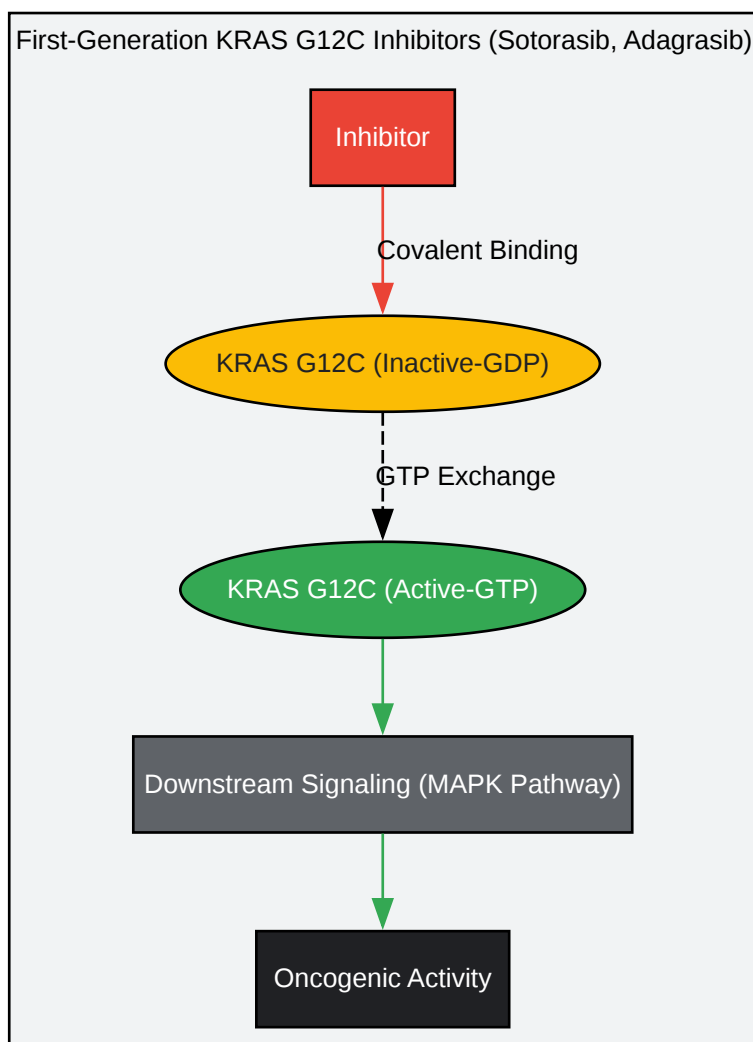 First-Generation KRAS G12C Inhibitors (Sotorasib, Adagrasib)
Inhibitor
Covalent Binding
KRAS G12C (Inactive-GDP)
GTP Exchange
KRAS G12C (Active-GTP)
Downstream Signaling (MAPK Pathway)
Oncogenic Activity